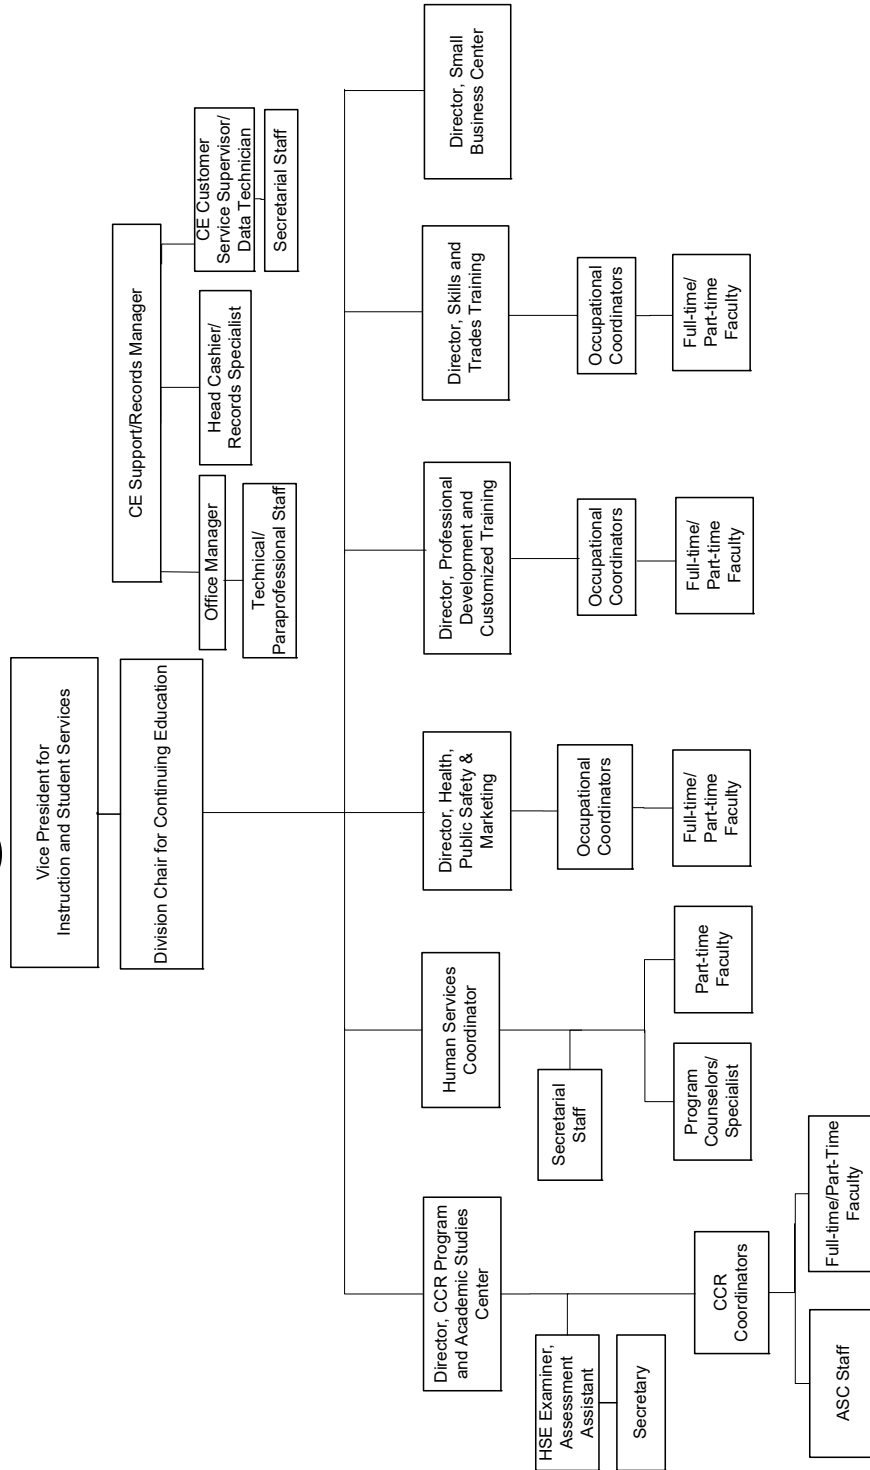 Vice President for
Instruction and Student Services
Division Chair for Continuing Education
CE Support/Records Manager
Office Manager
Technical/
Paraprofessional Staff
Head Cashier/
Records Specialist
CE Customer
Service Supervisor/
Data Technician
Secretarial Staff
Director, CCR Program
and Academic Studies
Center
HSE Examiner,
Assessment
Assistant
Secretary
CCR
Coordinators
ASC Staff
Full-time/Part-Time
Faculty
Human Services
Coordinator
Secretarial
Staff
Program
Counselors/
Specialist
Part-time
Faculty
Director, Health,
Public Safety &
Marketing
Occupational
Coordinators
Full-time/
Part-time
Faculty
Director, Professional
Development and
Customized Training
Occupational
Coordinators
Full-time/
Part-time
Faculty
Director, Skills and
Trades Training
Occupational
Coordinators
Full-time/
Part-time
Faculty
Director, Small
Business Center